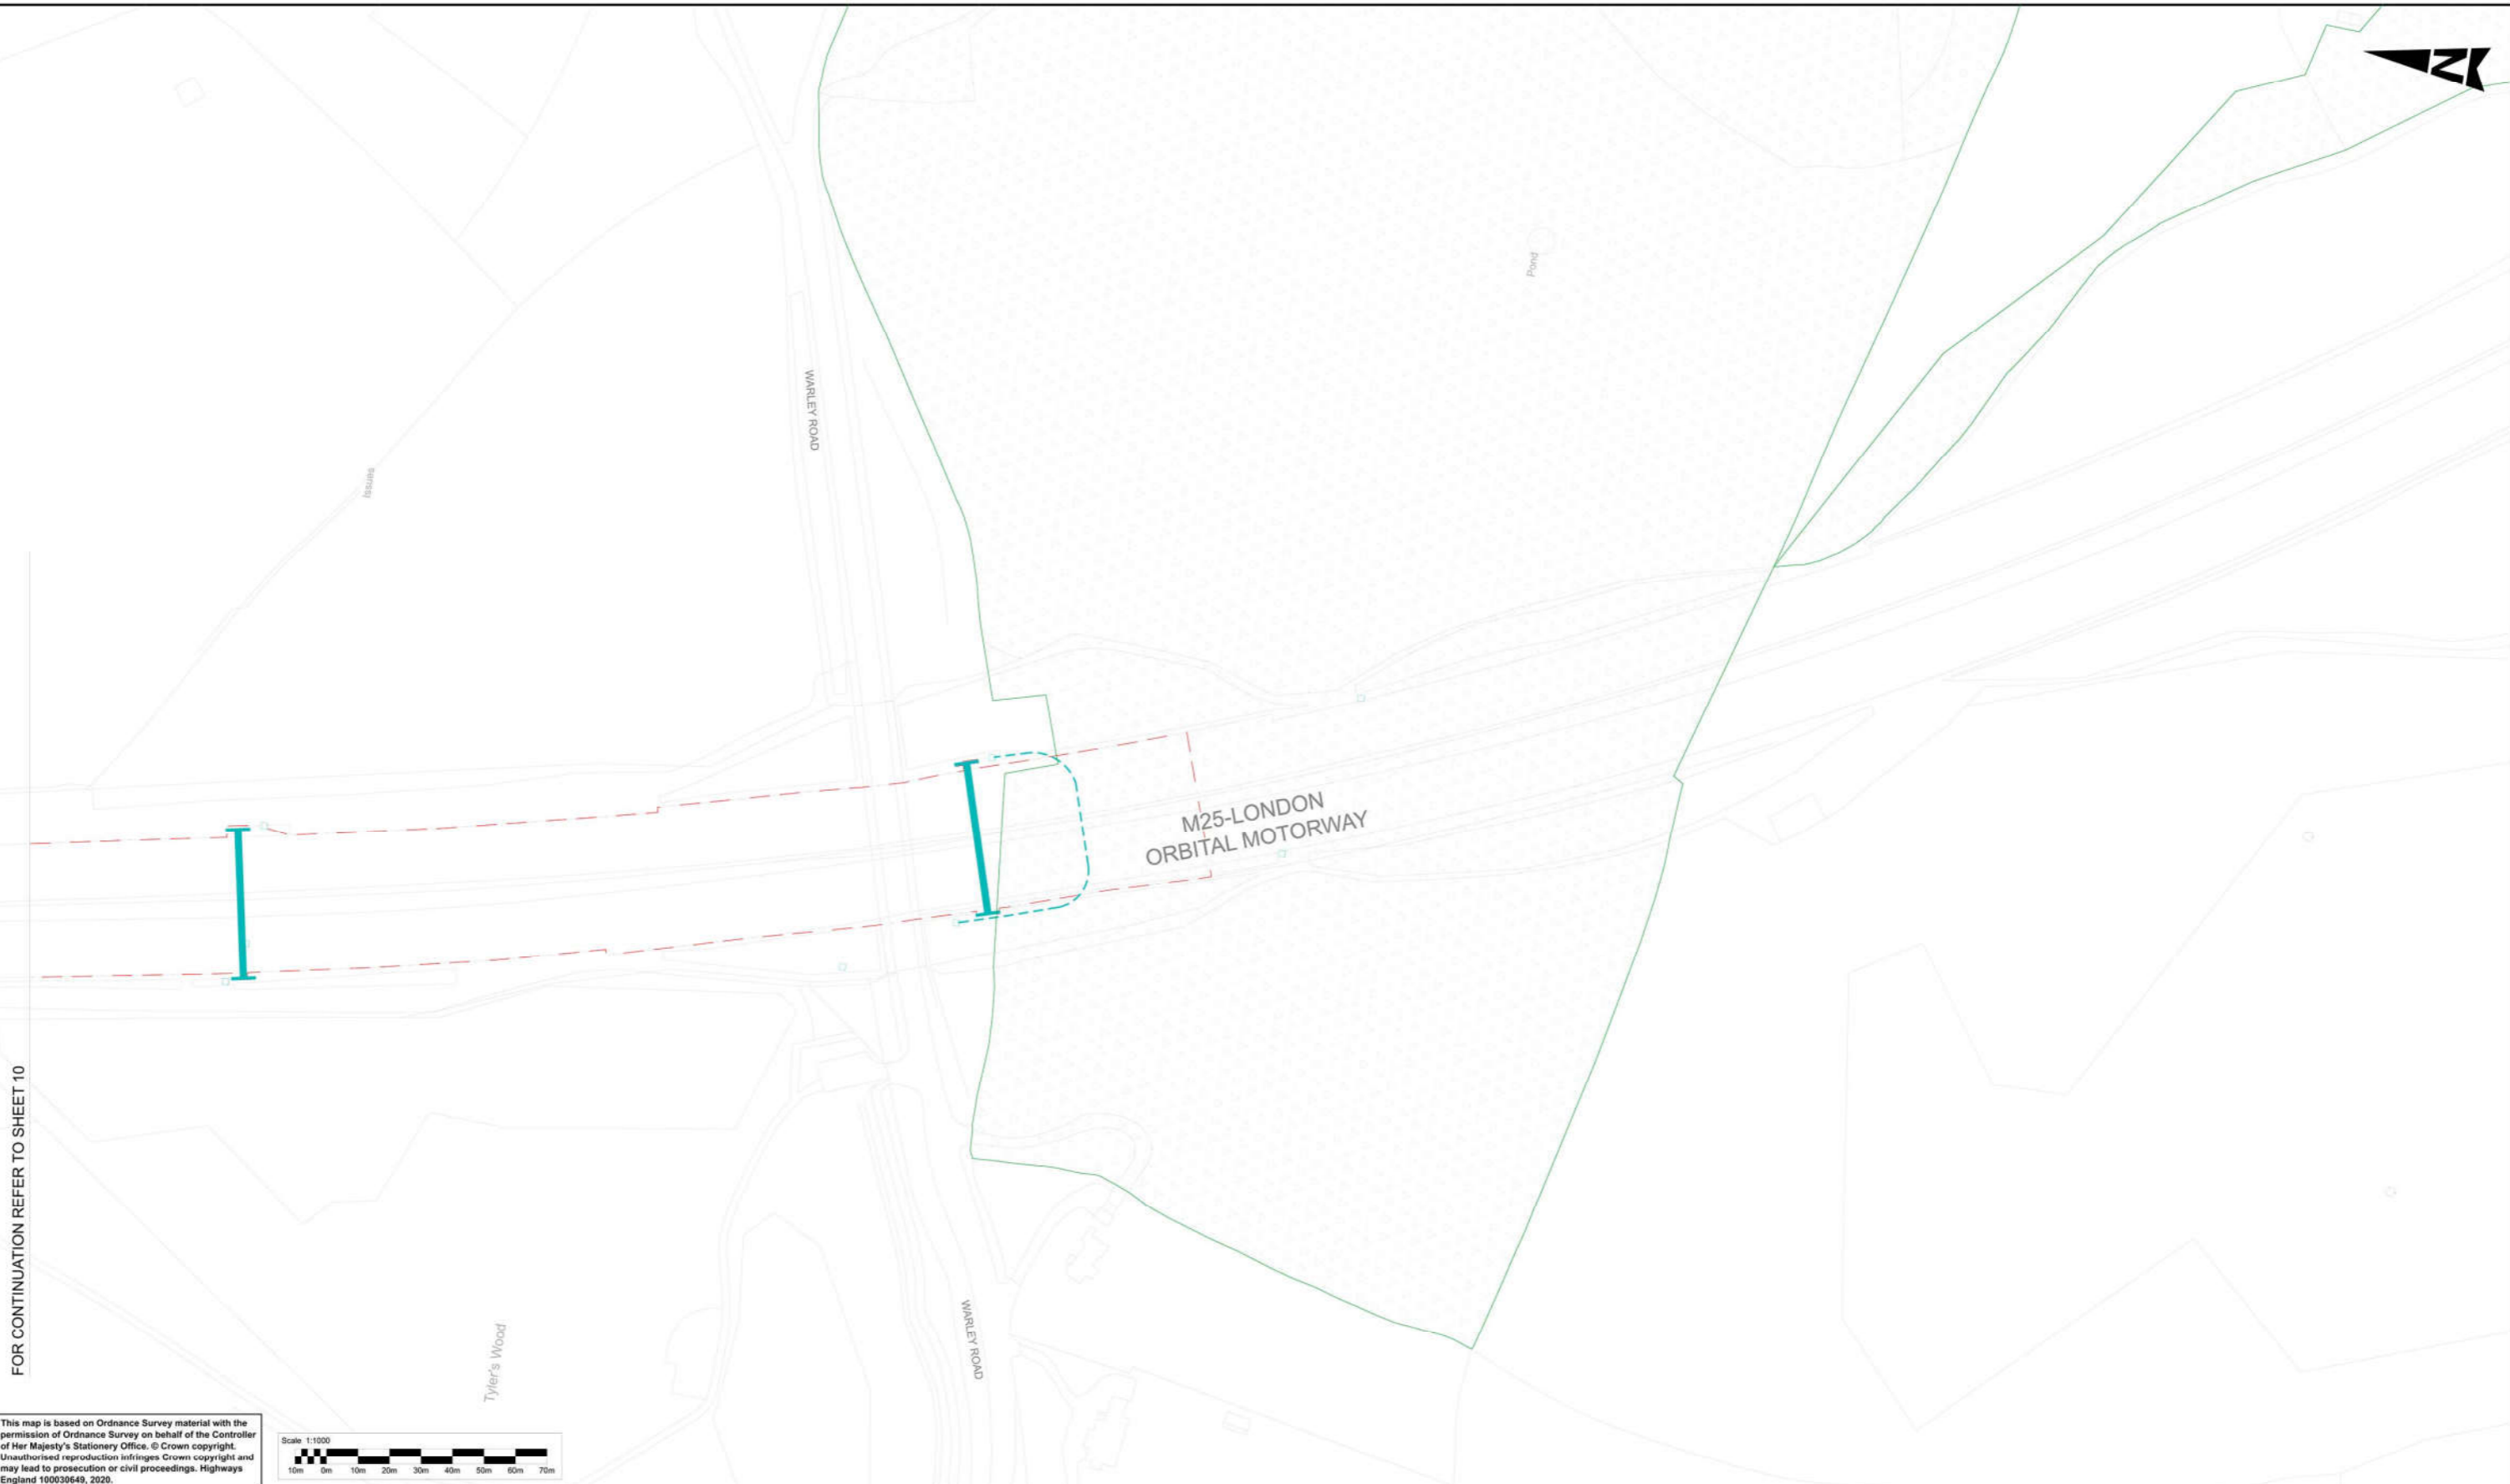 N
Pond
WARLEY ROAD
Issues
M25-LONDON
ORBITAL MOTORWAY
FOR CONTINUATION REFER TO SHEET 10
Tyler's Wood
WARLEY ROAD
This map is based on Ordnance Survey material with the
permission of Ordnance Survey on behalf of the Controller
of Her Majesty's Stationery Office. © Crown copyright.
Unauthorised reproduction infringes Crown copyright and
may lead to prosecution or civil proceedings. Highways
England 100030649, 2020.
Scale 1:1000
10m 0m 10m 20m 30m 40m 50m 60m 70m